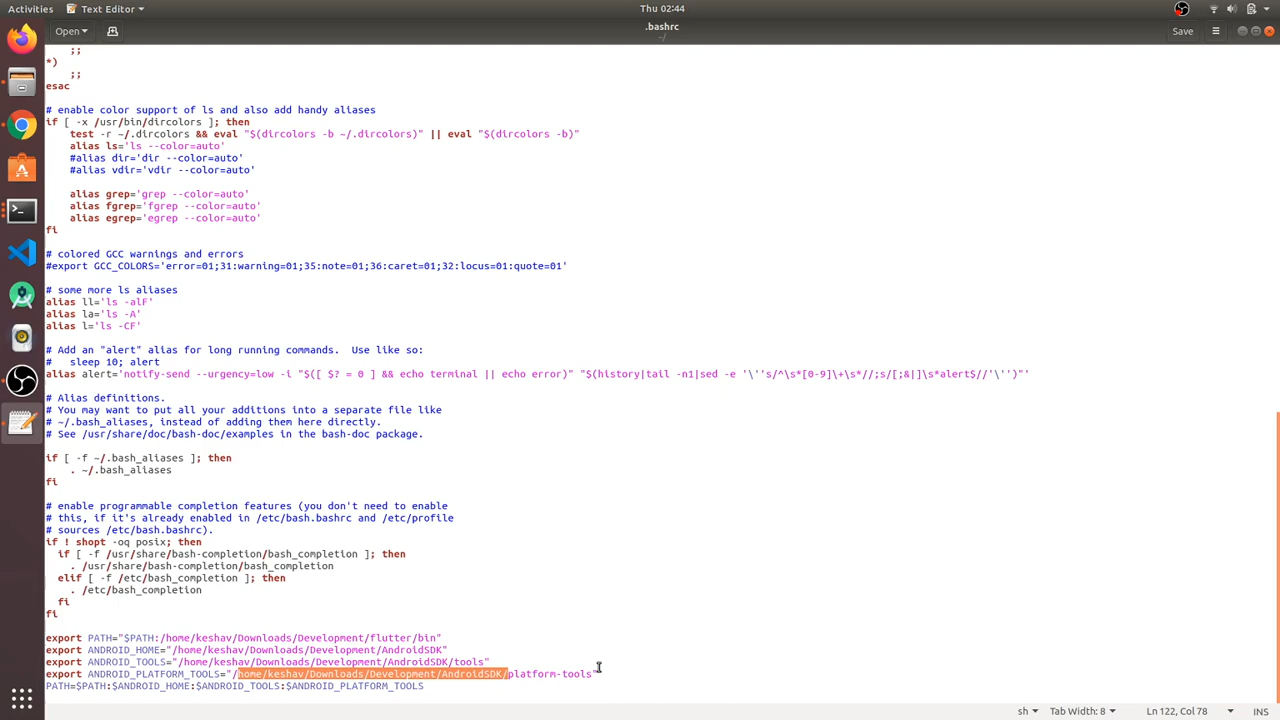 Activities
Text Editor
Thu 02:44
Open
.bashrc
~/
Save
;;
*)
;;
esac
# enable color support of ls and also add handy aliases
if [ -x /usr/bin/dircolors ]; then
test -r ~/.dircolors && eval "$(dircolors -b ~/.dircolors)" || eval "$(dircolors -b)"
alias ls='ls --color=auto'
#alias dir='dir --color=auto'
#alias vdir='vdir --color=auto'
alias grep='grep --color=auto'
alias fgrep='fgrep --color=auto'
alias egrep='egrep --color=auto'
fi
# colored GCC warnings and errors
#export GCC_COLORS='error=01;31:warning=01;35:note=01;36:caret=01;32:locus=01:quote=01'
# some more ls aliases
alias ll='ls -alF'
alias la='ls -A'
alias l='ls -CF'
# Add an "alert" alias for long running commands.  Use like so:
#   sleep 10; alert
alias alert='notify-send --urgency=low -i "$([ $? = 0 ] && echo terminal || echo error)" "$(history|tail -n1|sed -e '\''s/^\s*[0-9]\+\s*//;s/[;&|]\s*alert$//'\'')"'
# Alias definitions.
# You may want to put all your additions into a separate file like
# ~/.bash_aliases, instead of adding them here directly.
# See /usr/share/doc/bash-doc/examples in the bash-doc package.
if [ -f ~/.bash_aliases ]; then
. ~/.bash_aliases
fi
# enable programmable completion features (you don't need to enable
# this, if it's already enabled in /etc/bash.bashrc and /etc/profile
# sources /etc/bash.bashrc).
if ! shopt -oq posix; then
if [ -f /usr/share/bash-completion/bash_completion ]; then
. /usr/share/bash-completion/bash_completion
elif [ -f /etc/bash_completion ]; then
. /etc/bash_completion
fi
fi
export PATH="$PATH:/home/keshav/Downloads/Development/flutter/bin"
export ANDROID_HOME="/home/keshav/Downloads/Development/AndroidSDK"
export ANDROID_TOOLS="/home/keshav/Downloads/Development/AndroidSDK/tools"
export ANDROID_PLATFORM_TOOLS="/home/keshav/Downloads/Development/AndroidSDK/platform-tools"
PATH=$PATH:$ANDROID_HOME:$ANDROID_TOOLS:$ANDROID_PLATFORM_TOOLS
sh
Tab Width: 8
Ln 122, Col 78
INS